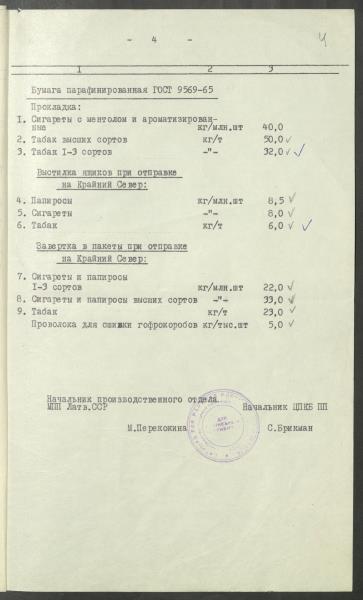 - 4 -
4
1 2 3
Бумага парафинированная ГОСТ 9569-65
Прокладка:
1. Сигареты с ментолом и ароматизирован-
ные кг/млн.шт 40,0
2. Табак высших сортов кг/т 50,0
3. Табак I-3 сортов -"- 32,0
Выстилка ящиков при отправке
на Крайний Север:
4. Папиросы кг/млн.шт 8,5
5. Сигареты -"- 8,0
6. Табак кг/т 6,0
Завертка в пакеты при отправке
на Крайний Север:
7. Сигареты и папиросы
I-3 сортов кг/млн.шт 22,0
8. Сигареты и папиросы высших сортов -"- 33,0
9. Табак кг/т 23,0
Проволока для сшивки гофрокоробов кг/тыс.шт 5,0
Начальник производственного отдела
МПП Латв.ССР Начальник ЦПКБ ПП
М.Перекокина С.Брикман